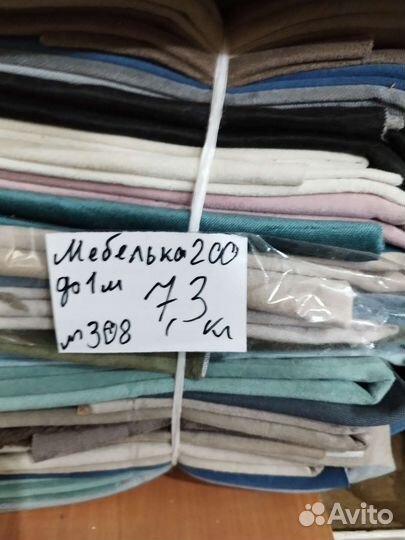 Мебелька 200
до 1м
7,3 кг
м308
Avito